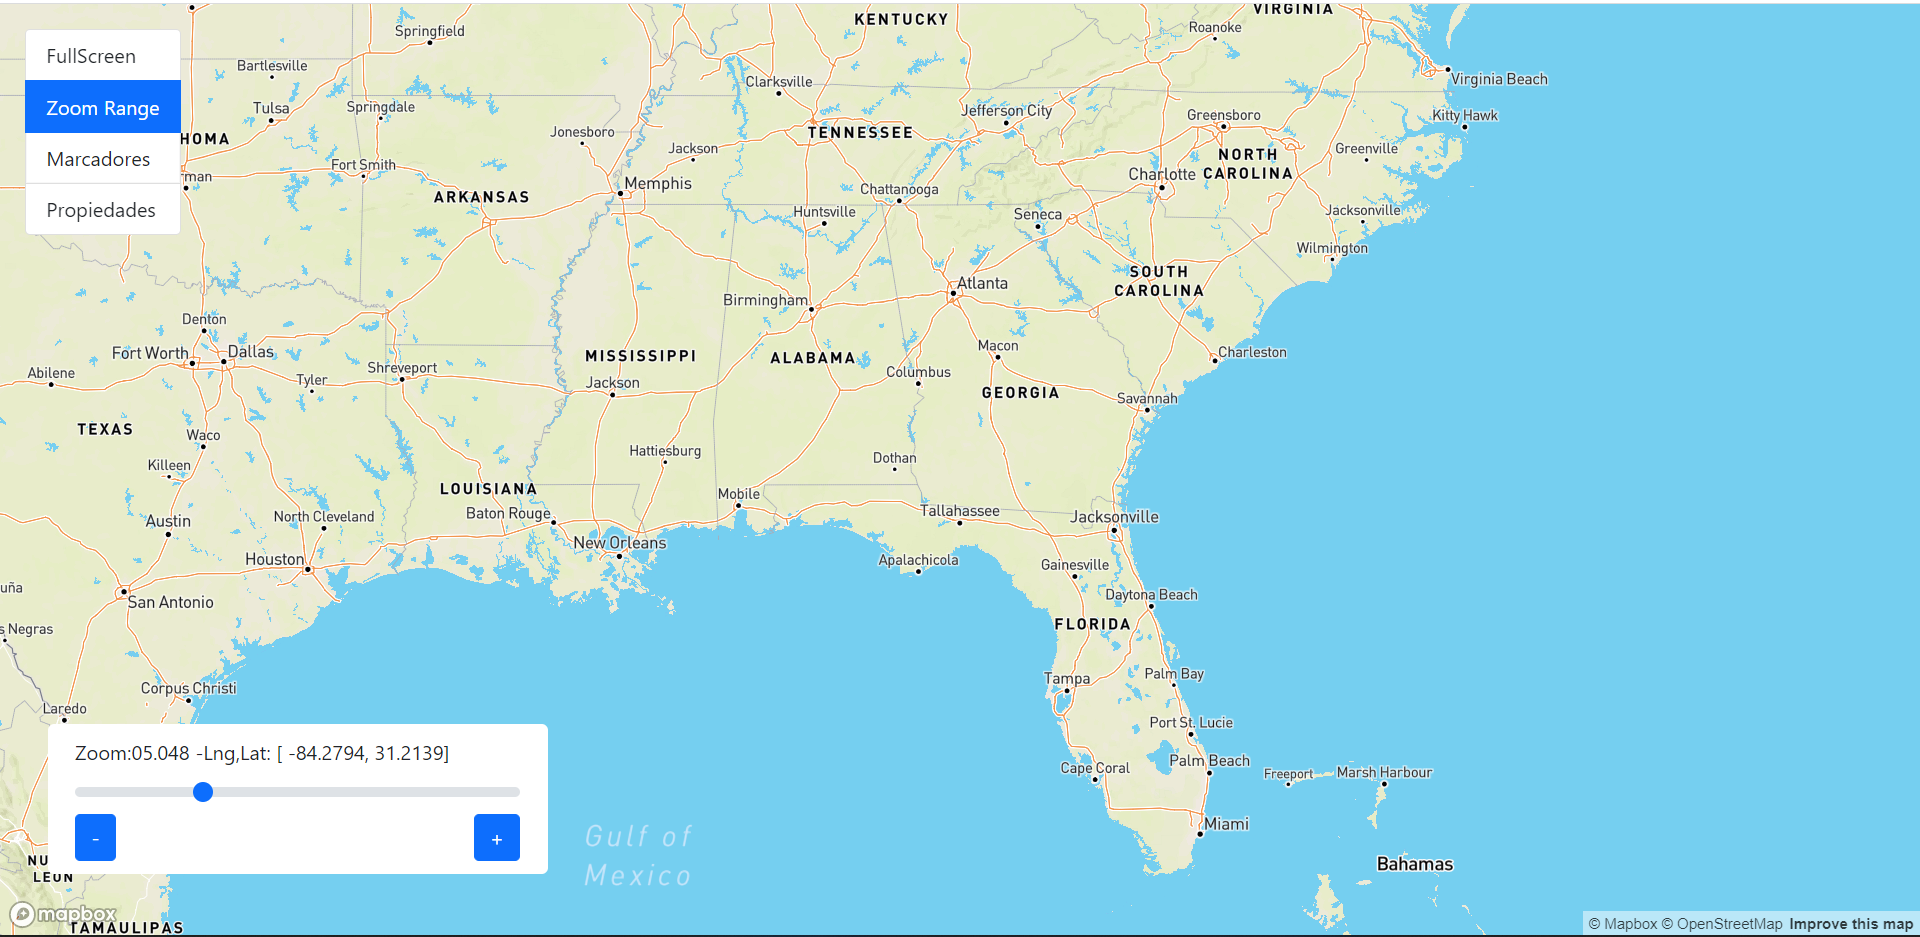 FullScreen
Zoom Range
Marcadores
Propiedades
KENTUCKY
VIRGINIA
Springfield
Roanoke
Bartlesville
Clarksville
Virginia Beach
Tulsa
Springdale
Jefferson City
Greensboro
Kitty Hawk
HOMA
Jonesboro
TENNESSEE
Jackson
Greenville
NORTH
CAROLINA
Fort Smith
rman
Memphis
Charlotte
ARKANSAS
Chattanooga
Huntsville
Seneca
Jacksonville
Wilmington
SOUTH
CAROLINA
Atlanta
Birmingham
Denton
Fort Worth
Dallas
MISSISSIPPI
ALABAMA
Macon
Charleston
Abilene
Tyler
Shreveport
Jackson
Columbus
GEORGIA
Savannah
TEXAS
Waco
Hattiesburg
Killeen
Dothan
LOUISIANA
Mobile
Baton Rouge
Austin
North Cleveland
Tallahassee
Jacksonville
New Orleans
Houston
Apalachicola
Gainesville
uña
San Antonio
Daytona Beach
s Negras
FLORIDA
Corpus Christi
Tampa
Palm Bay
Laredo
Port St. Lucie
Zoom:05.048 -Lng,Lat: [ -84.2794, 31.2139]
Cape Coral
Palm Beach
Freeport
Marsh Harbour
-
+
Gulf of
Mexico
Miami
NU
LEÓN
Bahamas
mapbox
TAMAULIPAS
© Mapbox © OpenStreetMap Improve this map